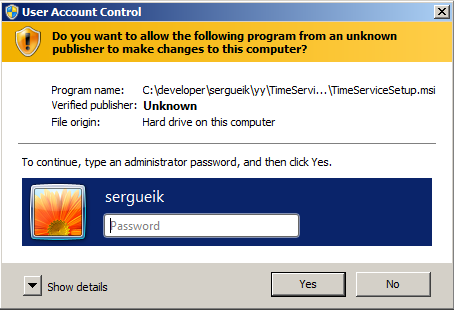 User Account Control
Do you want to allow the following program from an unknown
publisher to make changes to this computer?
Program name: C:\developer\sergueik\yy\TimeServi...\TimeServiceSetup.msi
Verified publisher: Unknown
File origin: Hard drive on this computer
To continue, type an administrator password, and then click Yes.
sergueik
Password
Show details
Yes No